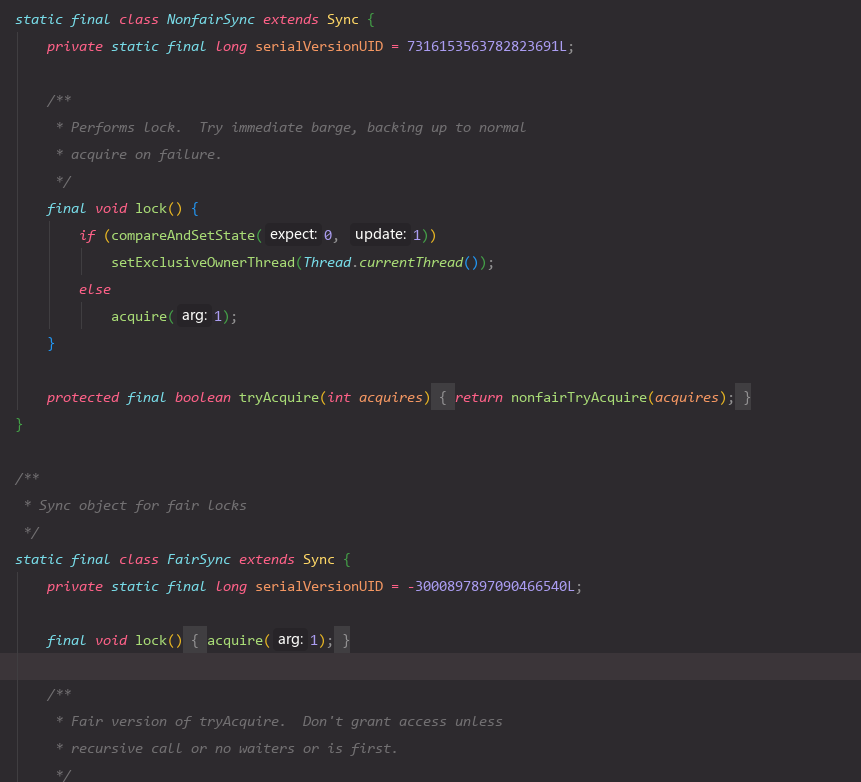 static final class NonfairSync extends Sync {
private static final long serialVersionUID = 7316153563782823691L;
/**
* Performs lock.  Try immediate barge, backing up to normal
* acquire on failure.
*/
final void lock() {
if (compareAndSetState( expect: 0,  update: 1))
setExclusiveOwnerThread(Thread.currentThread());
else
acquire( arg: 1);
}
protected final boolean tryAcquire(int acquires) { return nonfairTryAcquire(acquires); }
}
/**
* Sync object for fair locks
*/
static final class FairSync extends Sync {
private static final long serialVersionUID = -3000897897090466540L;
final void lock() { acquire( arg: 1); }
/**
* Fair version of tryAcquire.  Don't grant access unless
* recursive call or no waiters or is first.
*/